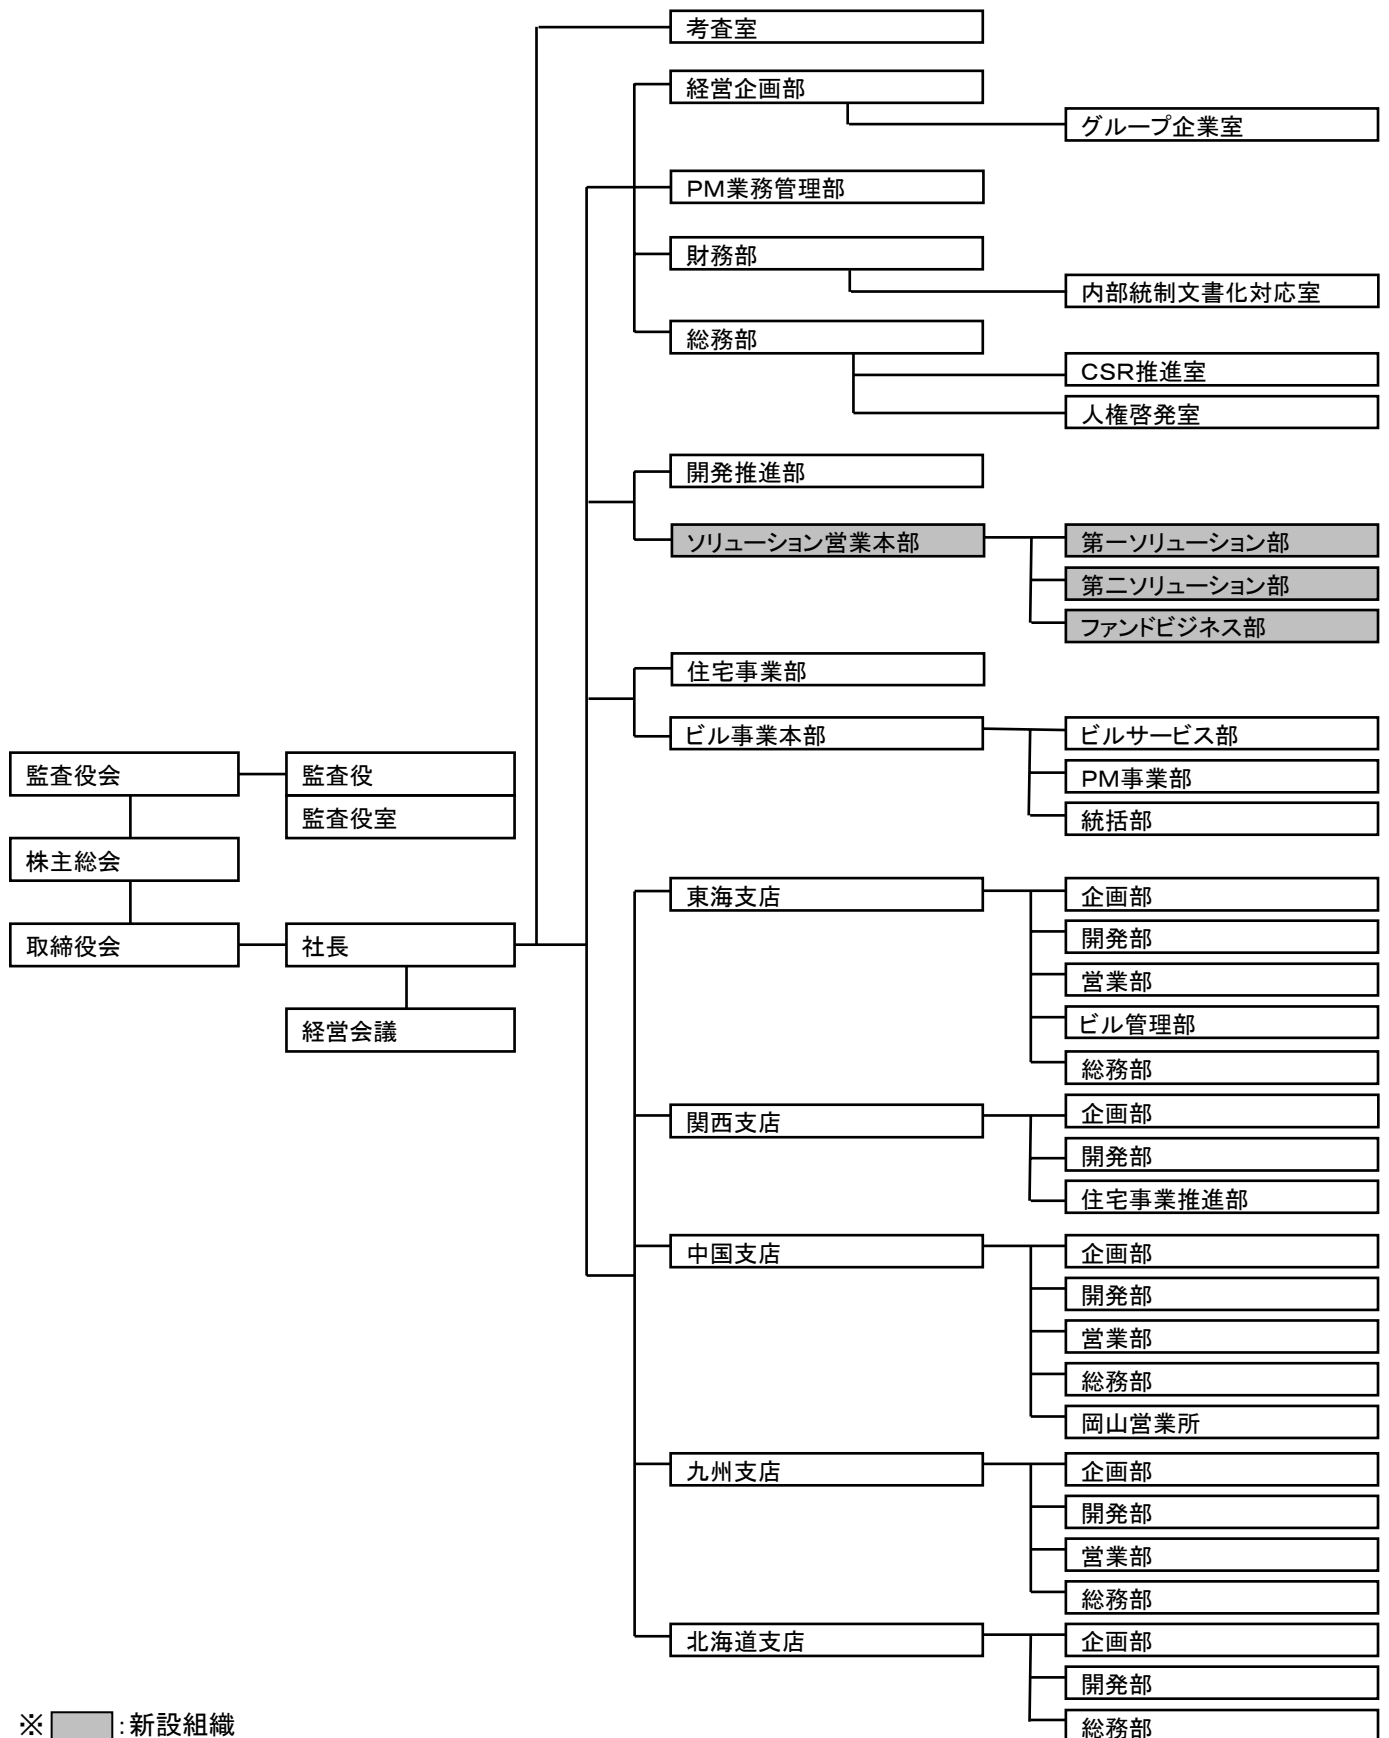 考査室
経営企画部
グループ企業室
PM業務管理部
財務部
内部統制文書化対応室
総務部
CSR推進室
人権啓発室
開発推進部
ソリューション営業本部
第一ソリューション部
第二ソリューション部
ファンドビジネス部
住宅事業部
ビル事業本部
ビルサービス部
PM事業部
統括部
監査役会
監査役
監査役室
株主総会
取締役会
社長
経営会議
東海支店
企画部
開発部
営業部
ビル管理部
総務部
関西支店
企画部
開発部
住宅事業推進部
中国支店
企画部
開発部
営業部
総務部
岡山営業所
九州支店
企画部
開発部
営業部
総務部
北海道支店
企画部
開発部
総務部
※ :新設組織